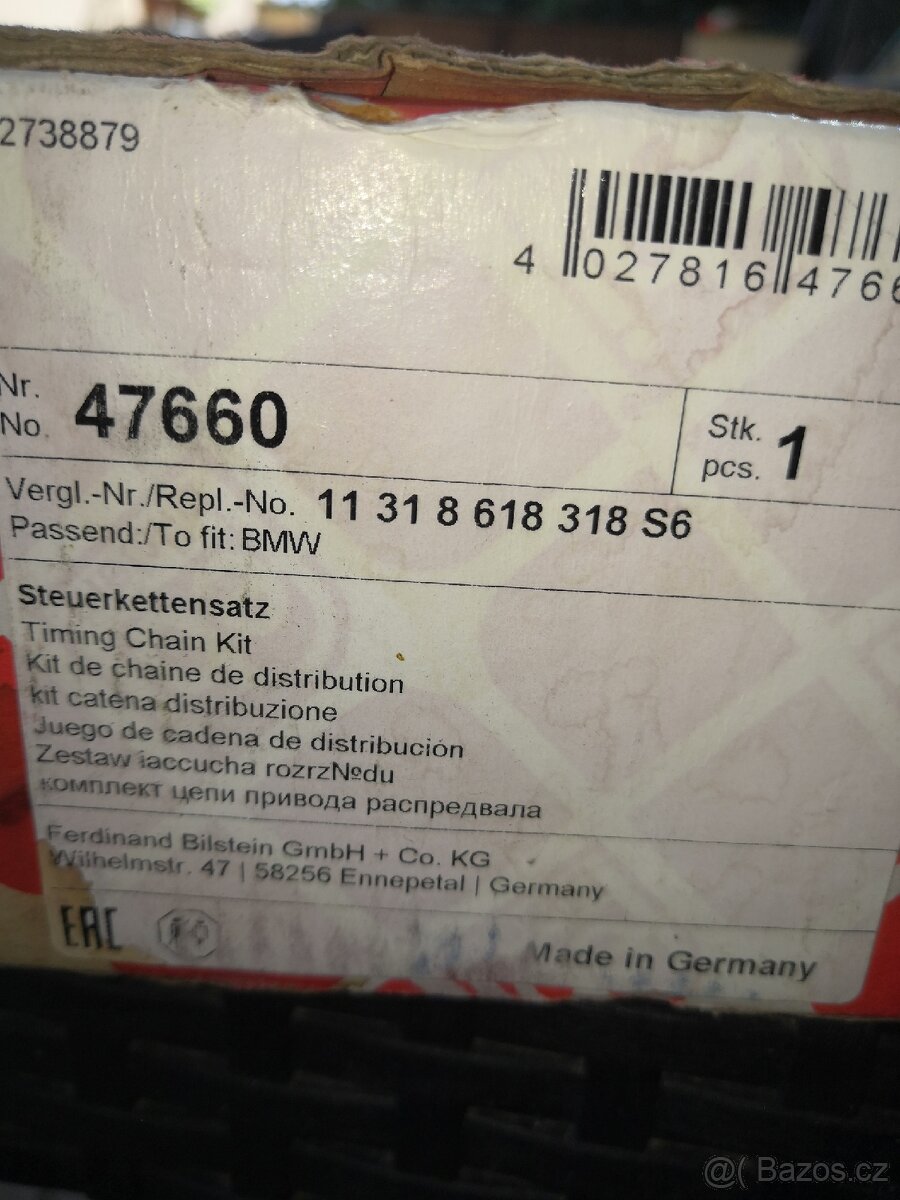 2738879
4 027816 4766
Nr.
No. 47660
Stk.
pcs. 1
Vergl.-Nr./Repl.-No. 11 31 8 618 318 S6
Passend:/To fit: BMW
Steuerkettensatz
Timing Chain Kit
Kit de chaine de distribution
kit catena distribuzione
Juego de cadena de distribución
Zestaw iaccucha rozrz№du
комплект цепи привода распредвала
Ferdinand Bilstein GmbH + Co. KG
Wilhelmstr. 47 | 58256 Ennepetal | Germany
EAC
Made in Germany
@( Bazos.cz